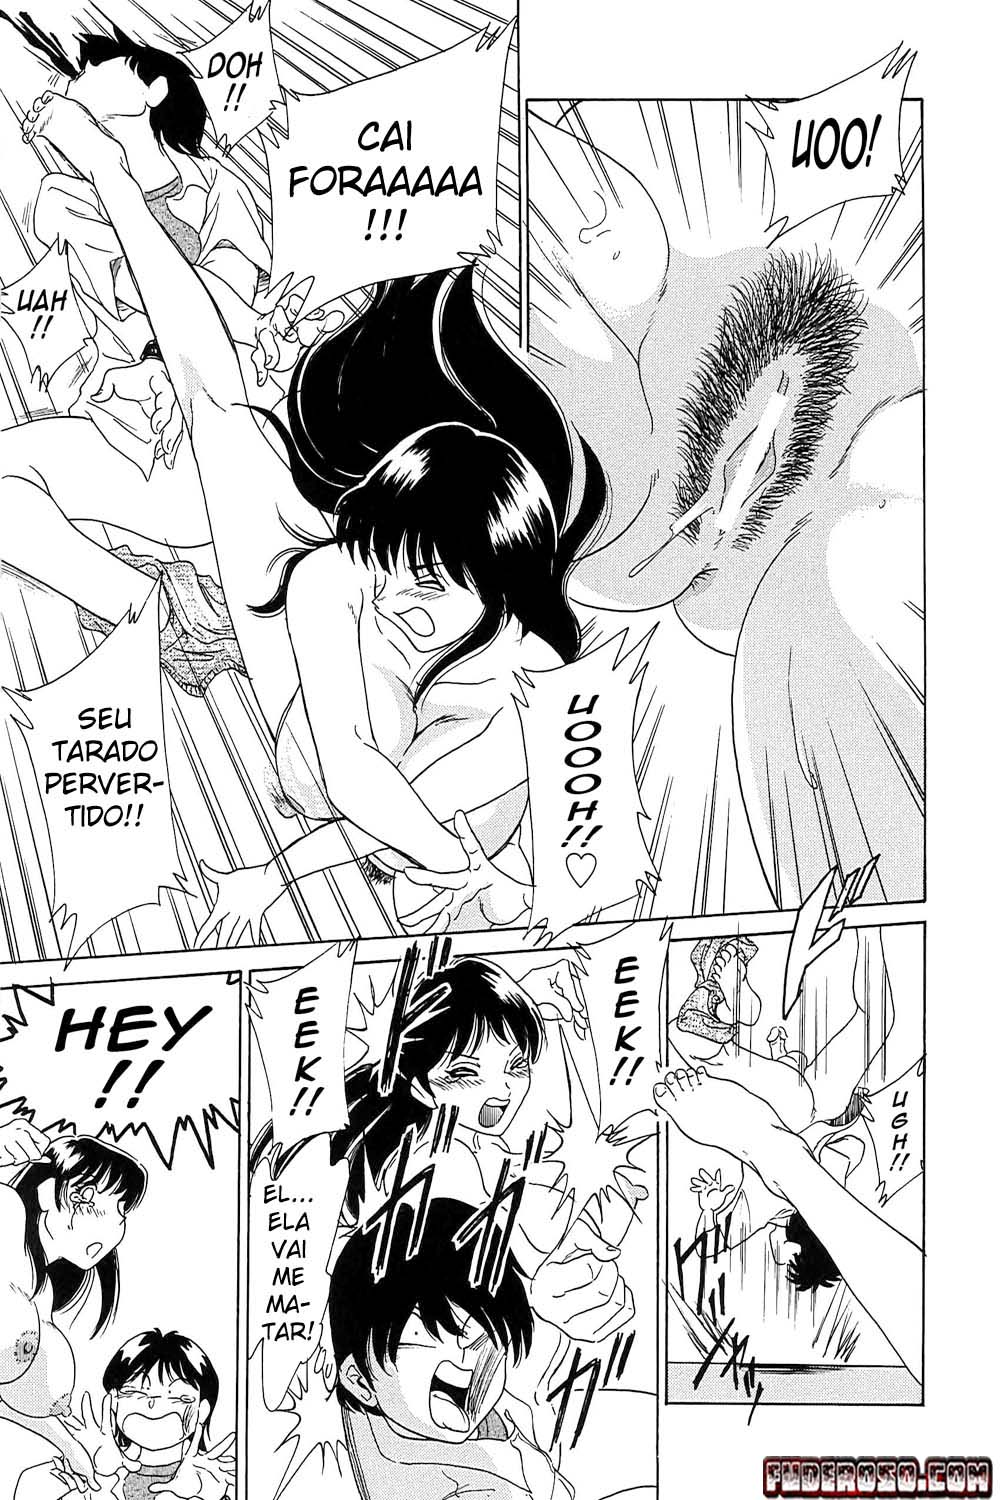 UOO!
CAI
FORAAAAA
!!!
DOH
!!
UAH
!!
UOOOH!! ♡
SEU
TARADO
PERVER-
TIDO!!
UGH!!
EEK!!
EEK!!
EL...
ELA
VAI
ME
MA-
TAR!
HEY
!!
FUDEROSO.COM